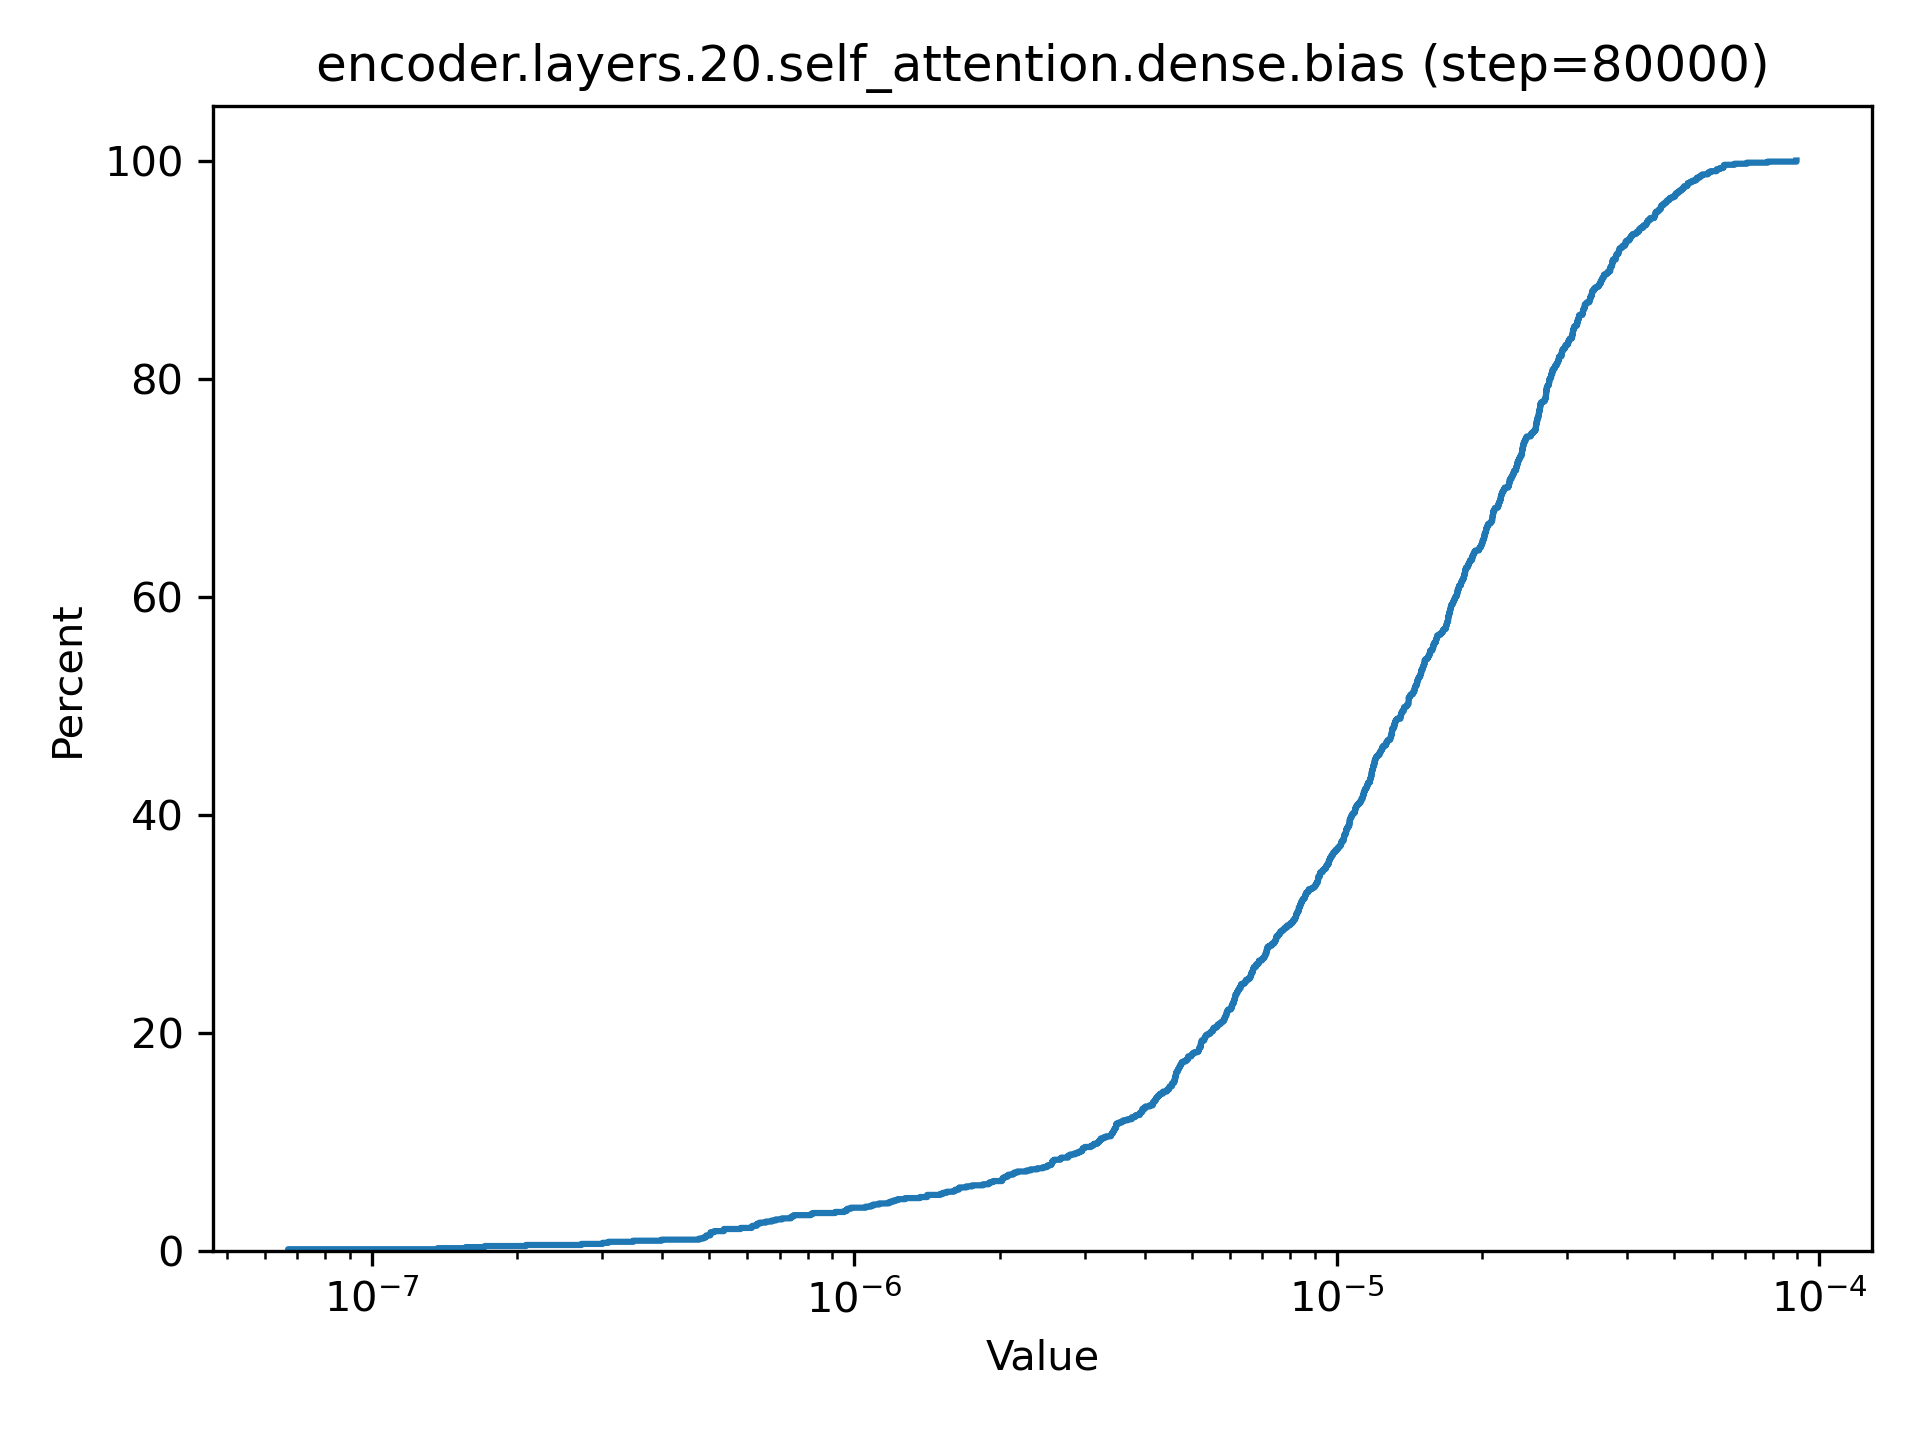 encoder.layers.20.self_attention.dense.bias (step=80000)
100
80
60
40
20
0
Percent
10⁻⁷ 10⁻⁶ 10⁻⁵ 10⁻⁴
Value